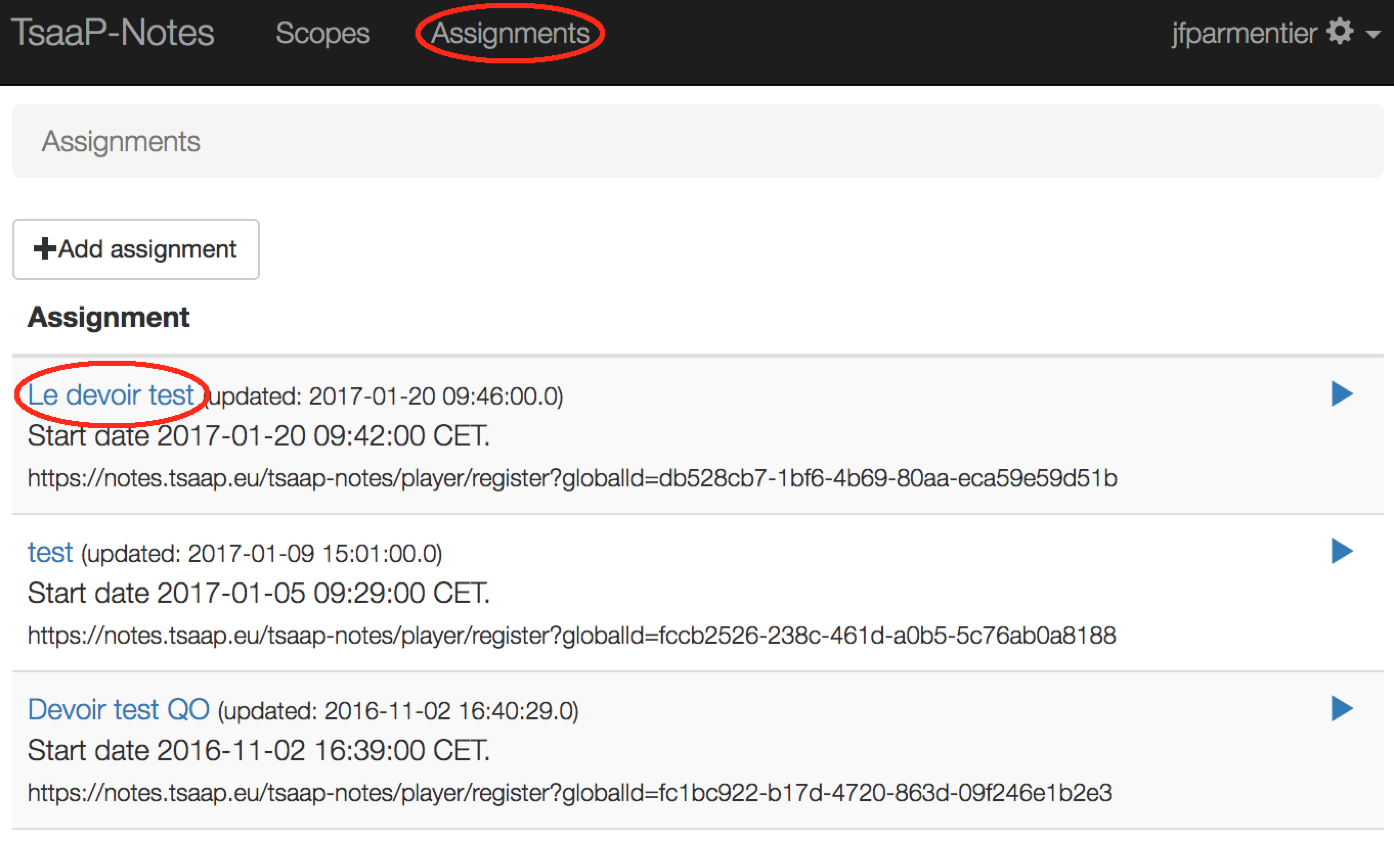 TsaaP-Notes Scopes Assignments jfparmentier
Assignments
Add assignment
Assignment
Le devoir test (updated: 2017-01-20 09:46:00.0)
Start date 2017-01-20 09:42:00 CET.
https://notes.tsaap.eu/tsaap-notes/player/register?globalId=db528cb7-1bf6-4b69-80aa-eca59e59d51b
test (updated: 2017-01-09 15:01:00.0)
Start date 2017-01-05 09:29:00 CET.
https://notes.tsaap.eu/tsaap-notes/player/register?globalId=fccb2526-238c-461d-a0b5-5c76ab0a8188
Devoir test QO (updated: 2016-11-02 16:40:29.0)
Start date 2016-11-02 16:39:00 CET.
https://notes.tsaap.eu/tsaap-notes/player/register?globalId=fc1bc922-b17d-4720-863d-09f246e1b2e3